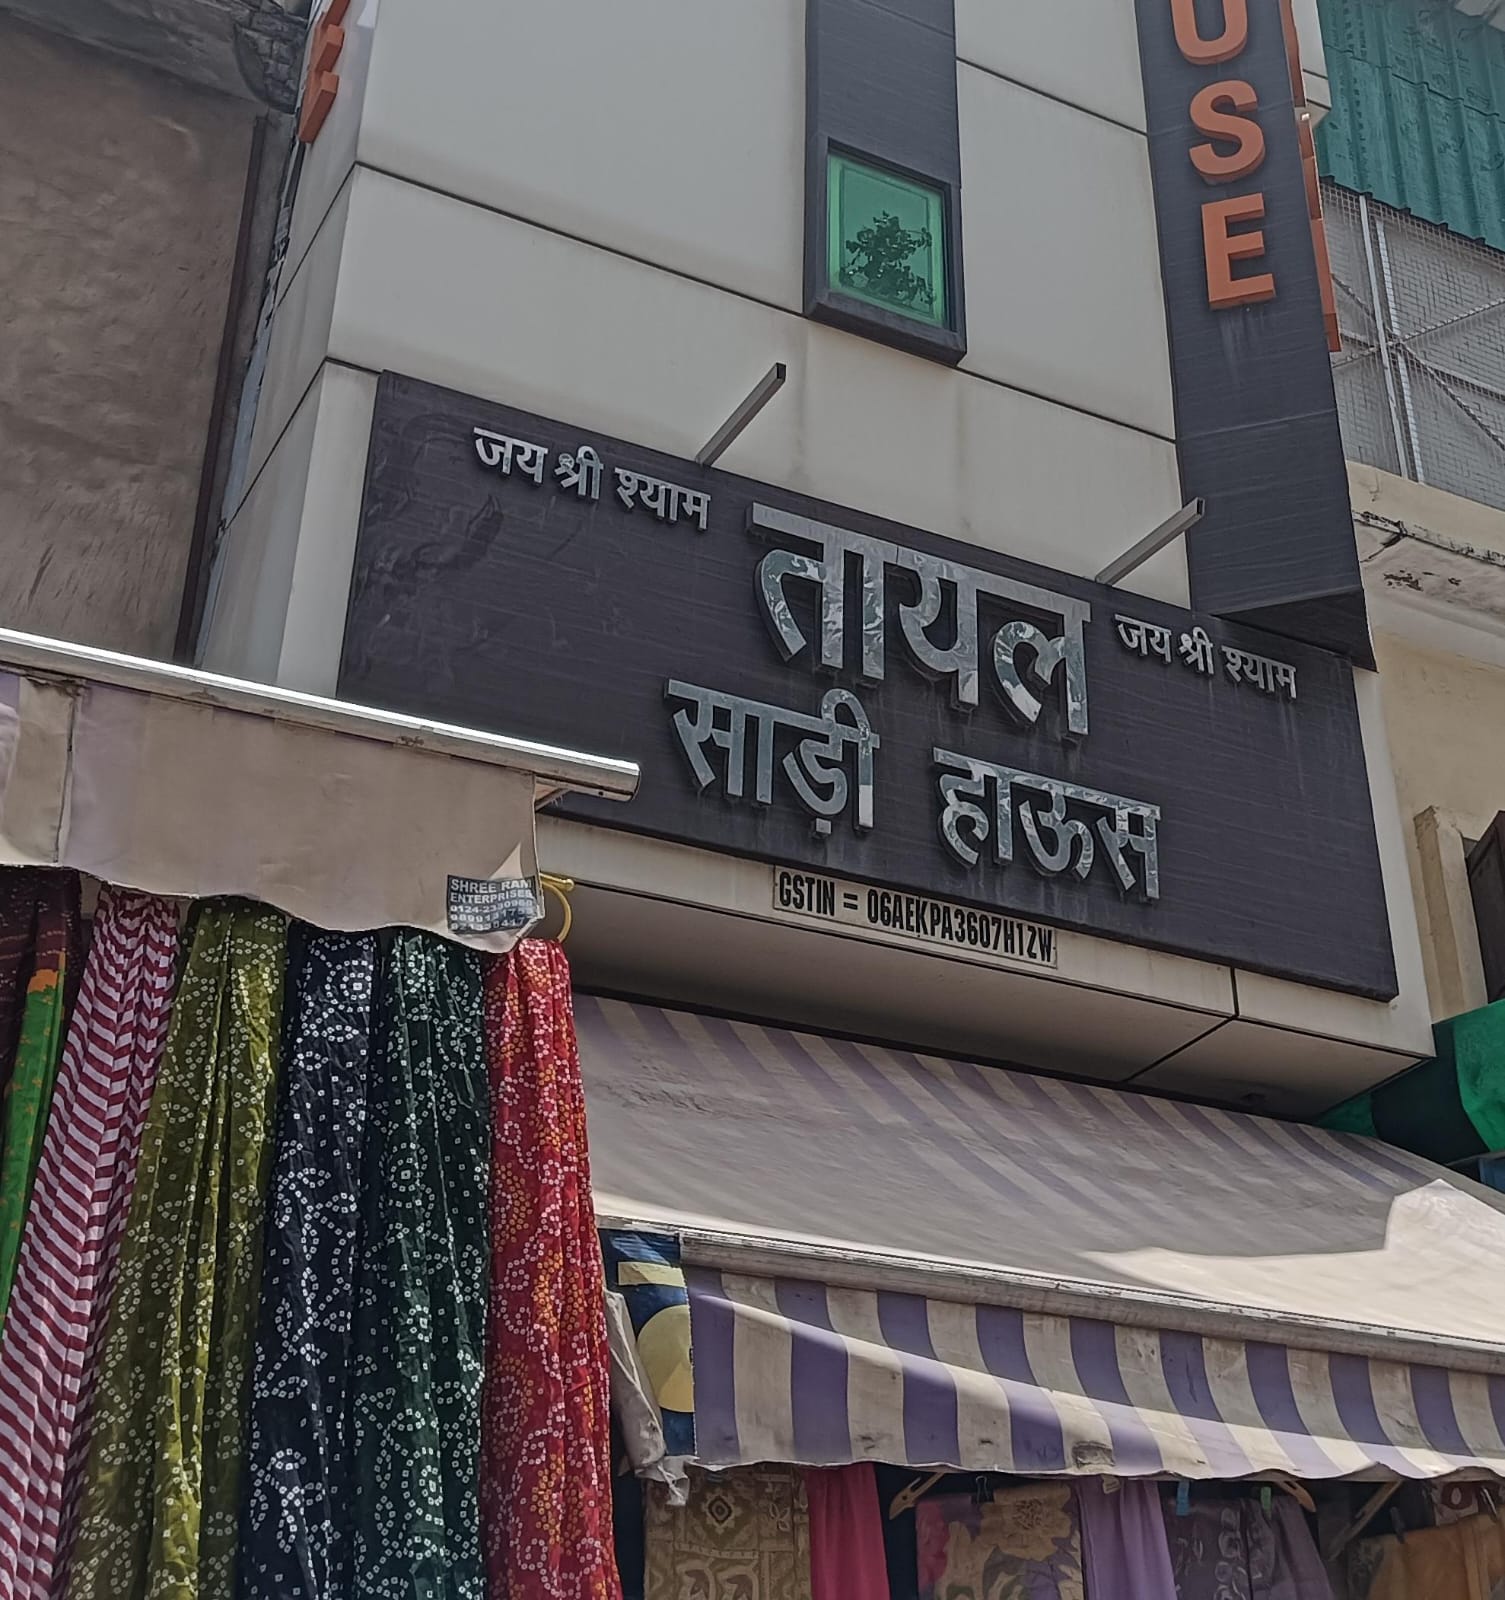 USE
जय श्री श्याम
तायल
जय श्री श्याम
साड़ी हाऊस
GSTIN = 06AEKPA3607H1ZW
SHREE RAM
ENTERPRISES